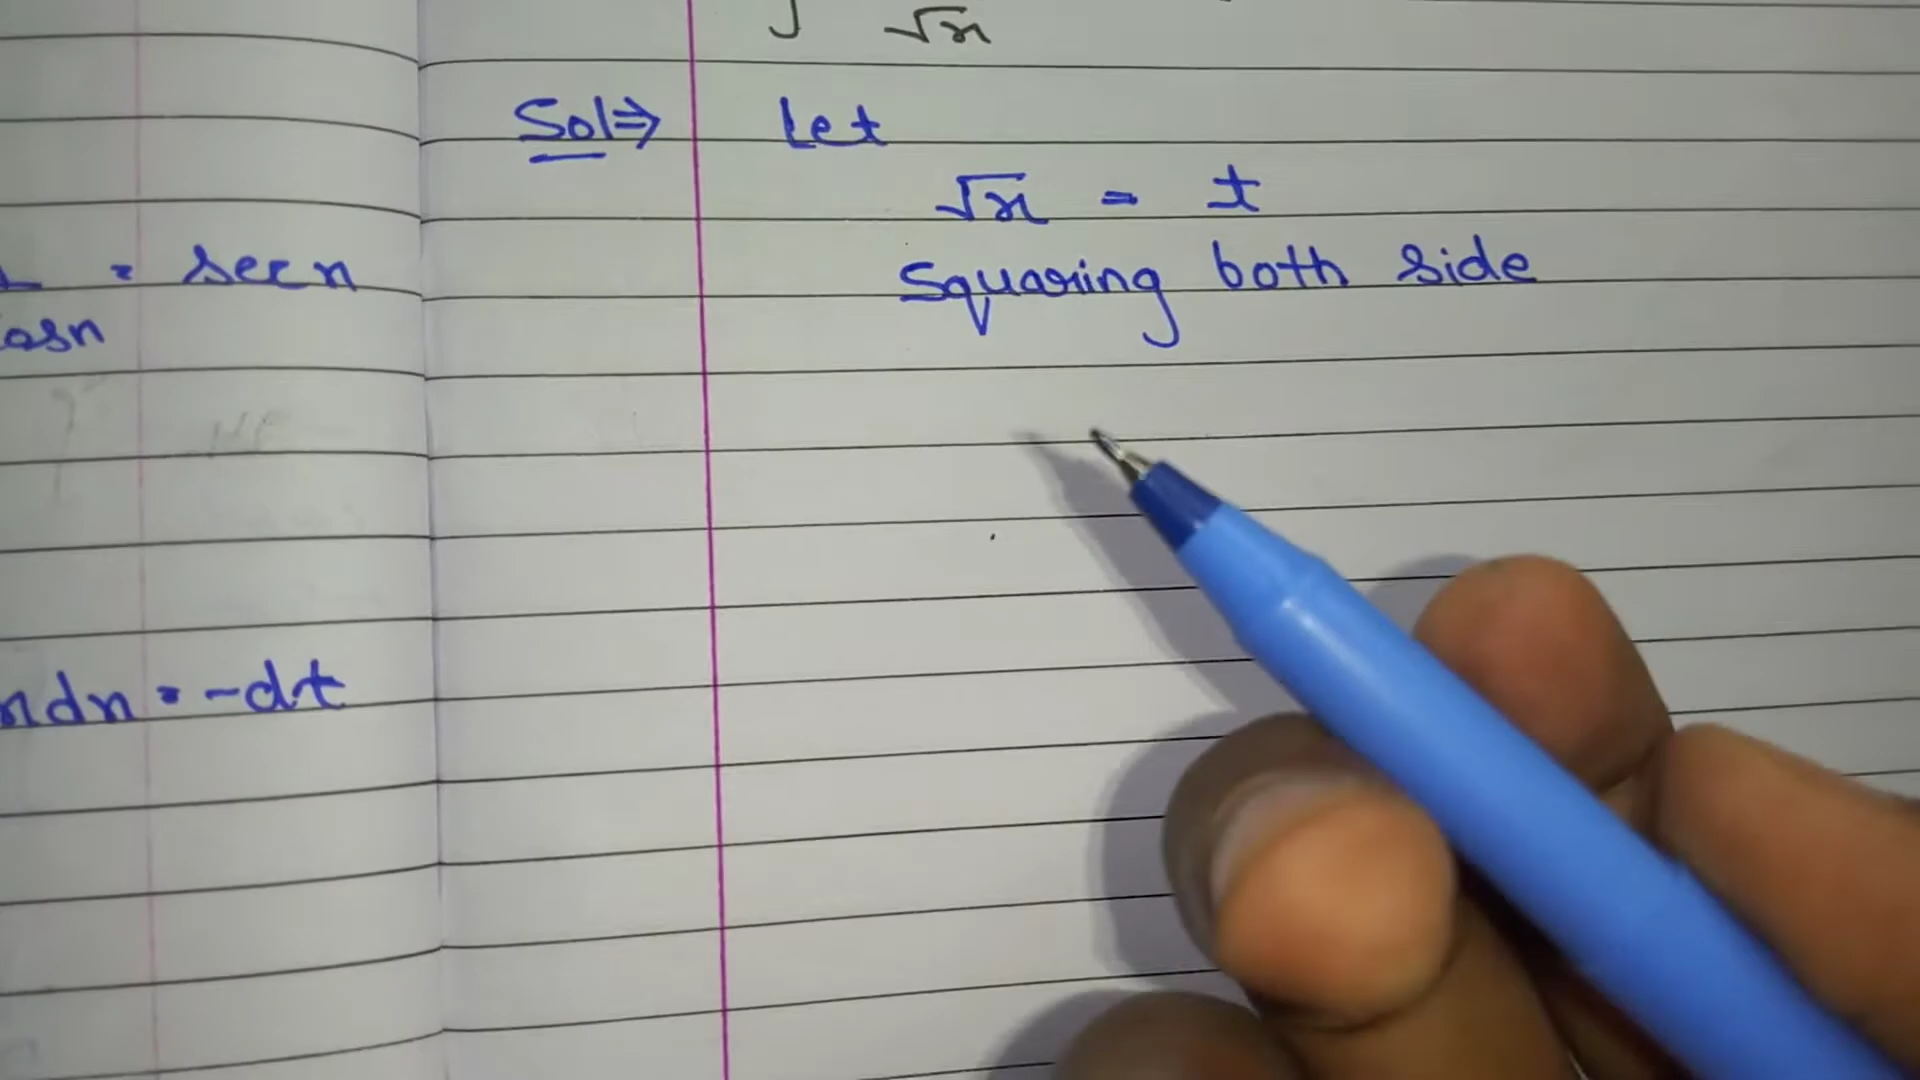 ∫ √x
Sol⇒ Let
√x = t
Squaring both side
= secx
cosx
xdx = -dt